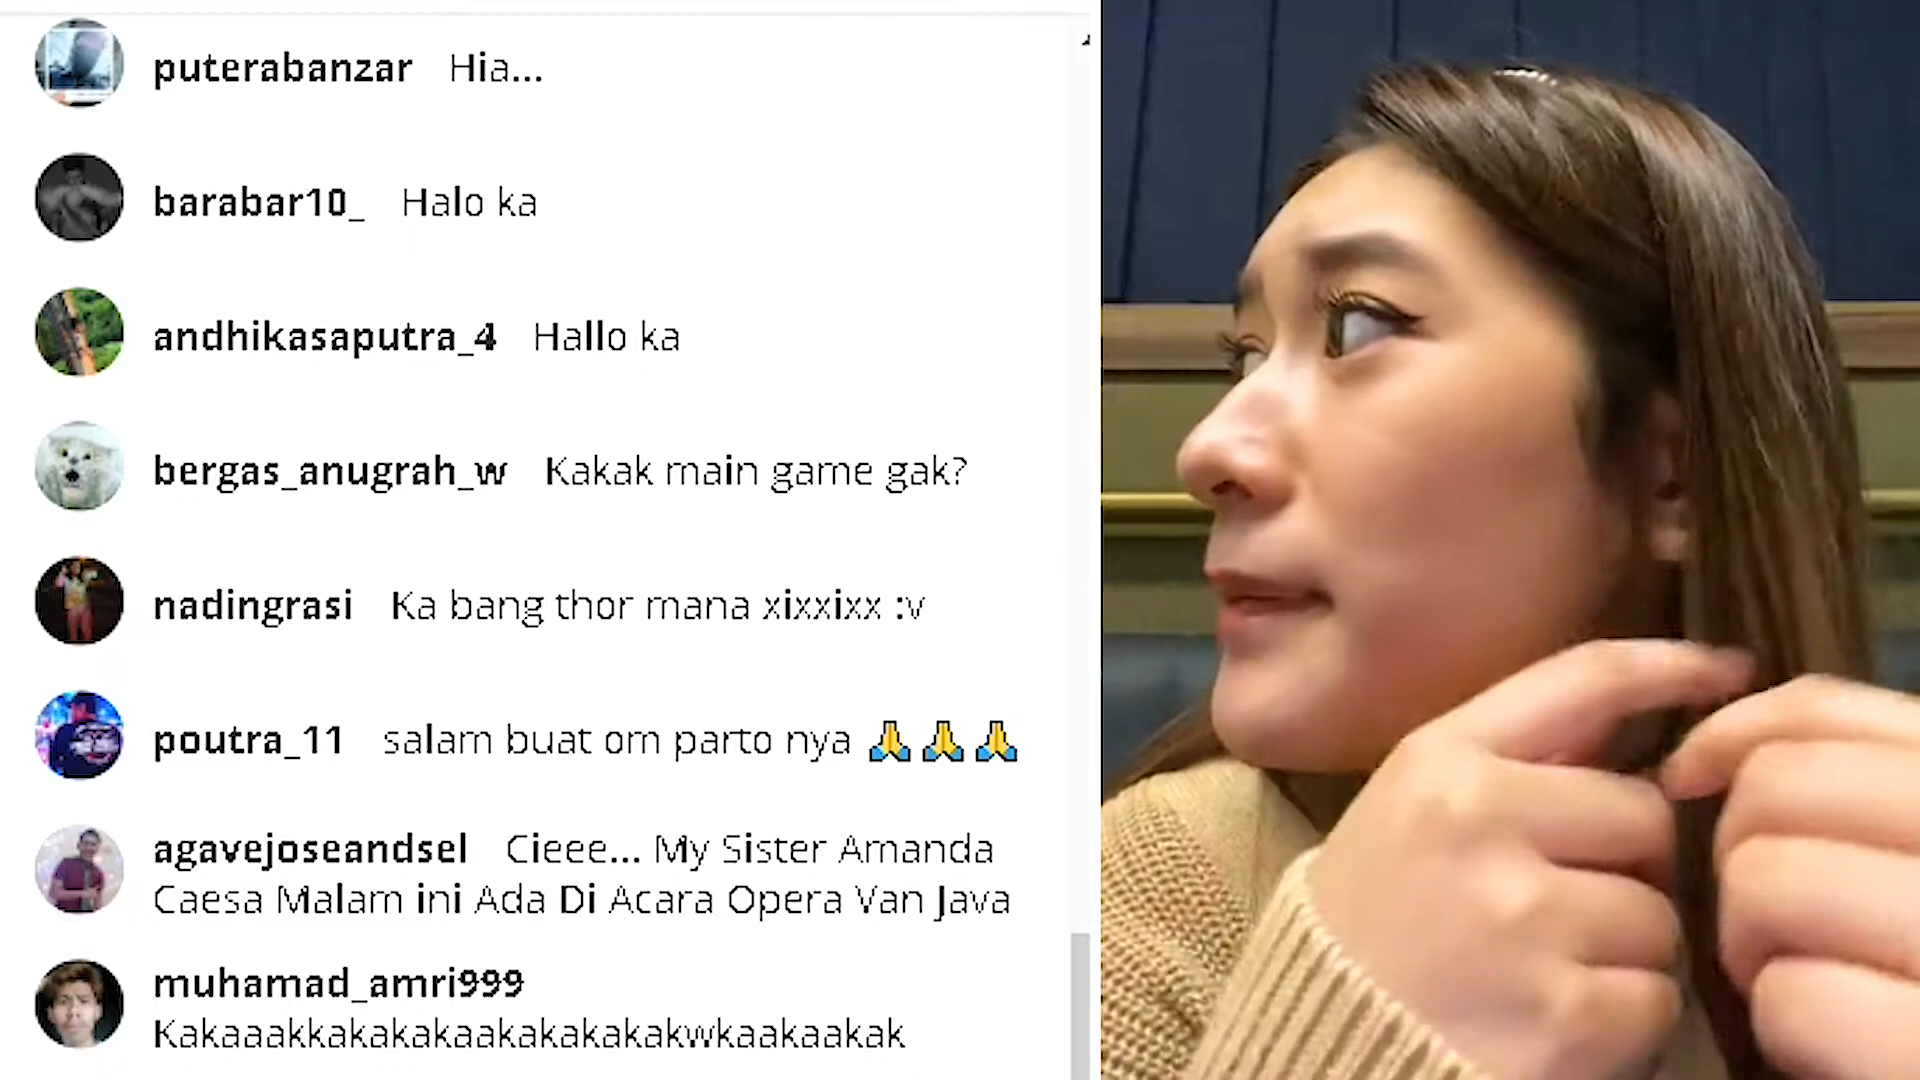 puterabanzar Hia...
barabar10_ Halo ka
andhikasaputra_4 Hallo ka
bergas_anugrah_w Kakak main game gak?
nadingrasi Ka bang thor mana xixxixx :v
poutra_11 salam buat om parto nya 🙏🙏🙏
agavejoseandsel Cieee... My Sister Amanda
Caesa Malam ini Ada Di Acara Opera Van Java
muhamad_amri999
Kakaaakkakakakaakakakakakwkaakaakak